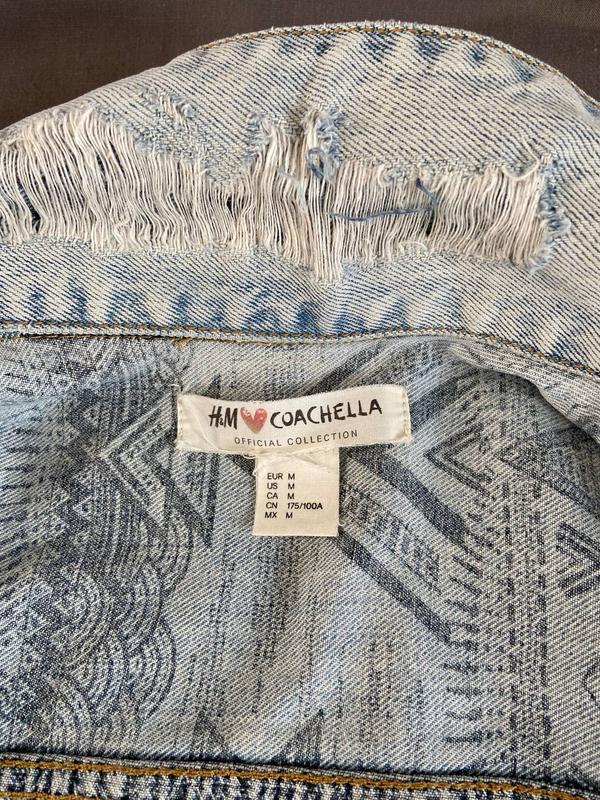 H&M COACHELLA
OFFICIAL COLLECTION
EUR M
US M
CA M
CN 175/100A
MX M